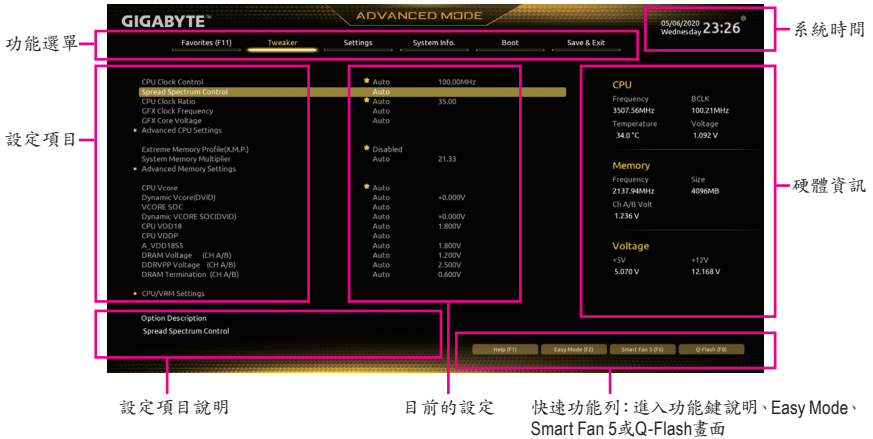 GIGABYTE™
ADVANCED MODE
05/06/2020
Wednesday 23:26
系統時間
功能選單
Favorites (F11) Tweaker Settings System Info. Boot Save & Exit
設定項目
CPU Clock Control Auto 100.00MHz
Spread Spectrum Control Auto
CPU Clock Ratio Auto 35.00
GFX Clock Frequency Auto
GFX Core Voltage Auto
Advanced CPU Settings
Extreme Memory Profile(X.M.P.) Disabled
System Memory Multiplier Auto 21.33
Advanced Memory Settings
CPU Vcore Auto
Dynamic Vcore(DVID) Auto +0.000V
VCORE SOC Auto
Dynamic VCORE SOC(DVID) Auto +0.000V
CPU VDD18 Auto 1.800V
CPU VDDP Auto
A_VDD18S5 Auto 1.800V
DRAM Voltage (CH A/B) Auto 1.200V
DDRVPP Voltage (CH A/B) Auto 2.500V
DRAM Termination (CH A/B) Auto 0.600V
CPU/VRM Settings
CPU
Frequency BCLK
3507.56MHz 100.21MHz
Temperature Voltage
34.0 °C 1.092 V
Memory
Frequency Size
2137.94MHz 4096MB
Ch A/B Volt
1.236 V
Voltage
+5V +12V
5.070 V 12.168 V
硬體資訊
Option Description
Spread Spectrum Control
Help (F1) Easy Mode (F2) Smart Fan 5 (F6) Q-Flash (F8)
設定項目說明
目前的設定
快速功能列：進入功能鍵說明、Easy Mode、
Smart Fan 5或Q-Flash畫面